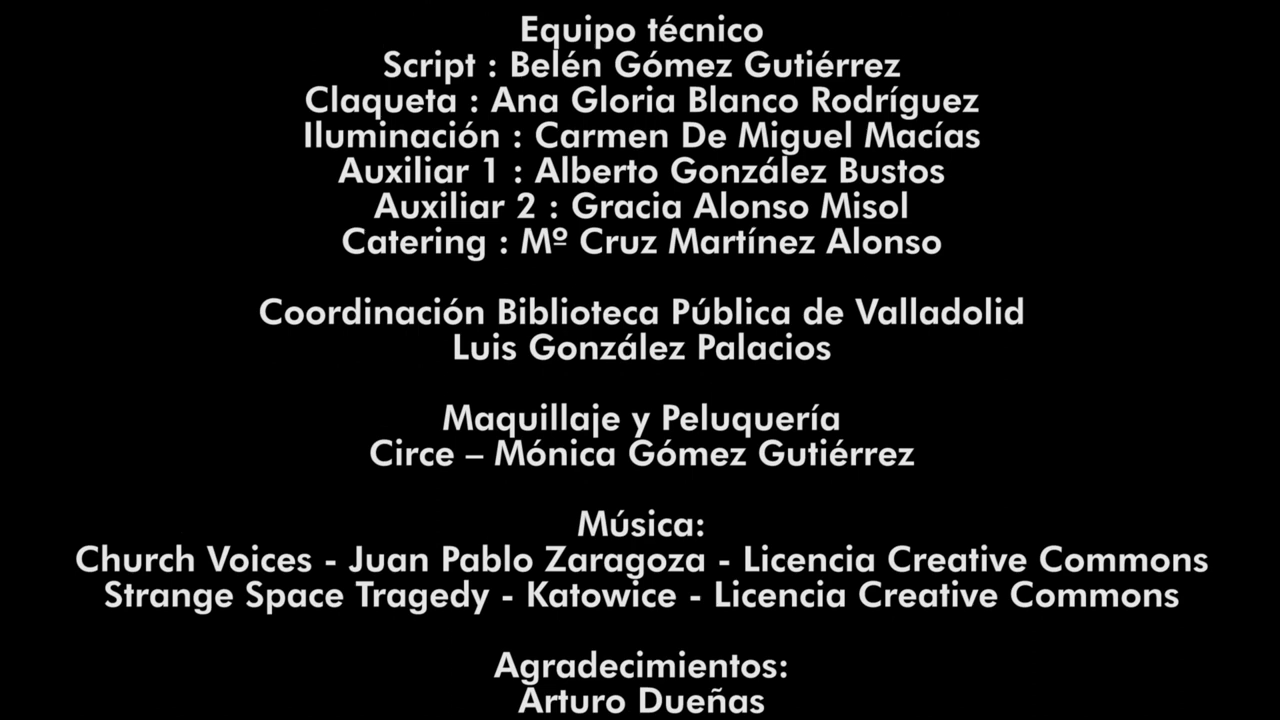 Equipo técnico
Script : Belén Gómez Gutiérrez
Claqueta : Ana Gloria Blanco Rodríguez
Iluminación : Carmen De Miguel Macías
Auxiliar 1 : Alberto González Bustos
Auxiliar 2 : Gracia Alonso Misol
Catering : Mº Cruz Martínez Alonso
Coordinación Biblioteca Pública de Valladolid
Luis González Palacios
Maquillaje y Peluquería
Circe – Mónica Gómez Gutiérrez
Música:
Church Voices - Juan Pablo Zaragoza - Licencia Creative Commons
Strange Space Tragedy - Katowice - Licencia Creative Commons
Agradecimientos:
Arturo Dueñas